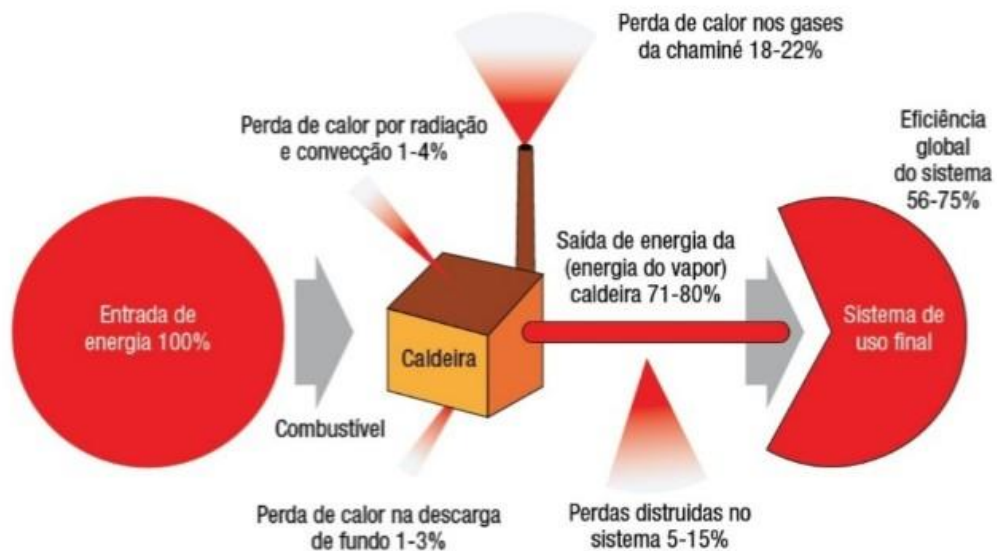 Perda de calor nos gases
da chaminé 18-22%
Perda de calor por radiação
e convecção 1-4%
Eficiência
global
do sistema
56-75%
Entrada de
energia 100%
Combustível
Caldeira
Saída de energia da
(energia do vapor)
caldeira 71-80%
Sistema de
uso final
Perda de calor na descarga
de fundo 1-3%
Perdas distruidas no
sistema 5-15%